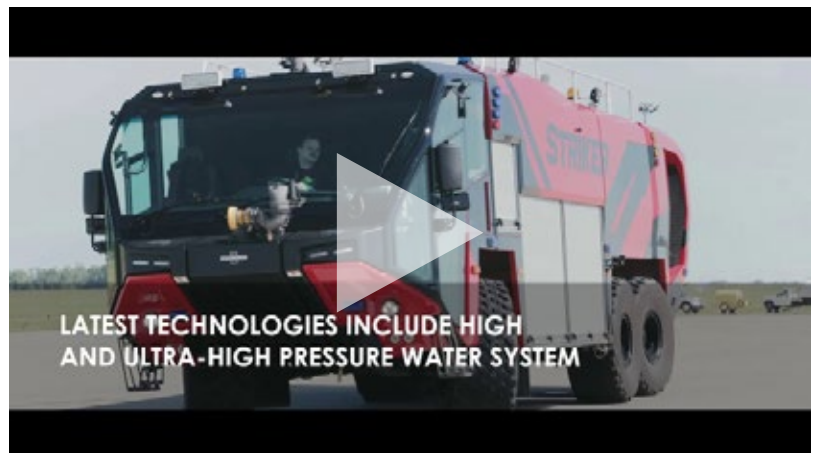 STRIKER
LATEST TECHNOLOGIES INCLUDE HIGH
AND ULTRA-HIGH PRESSURE WATER SYSTEM